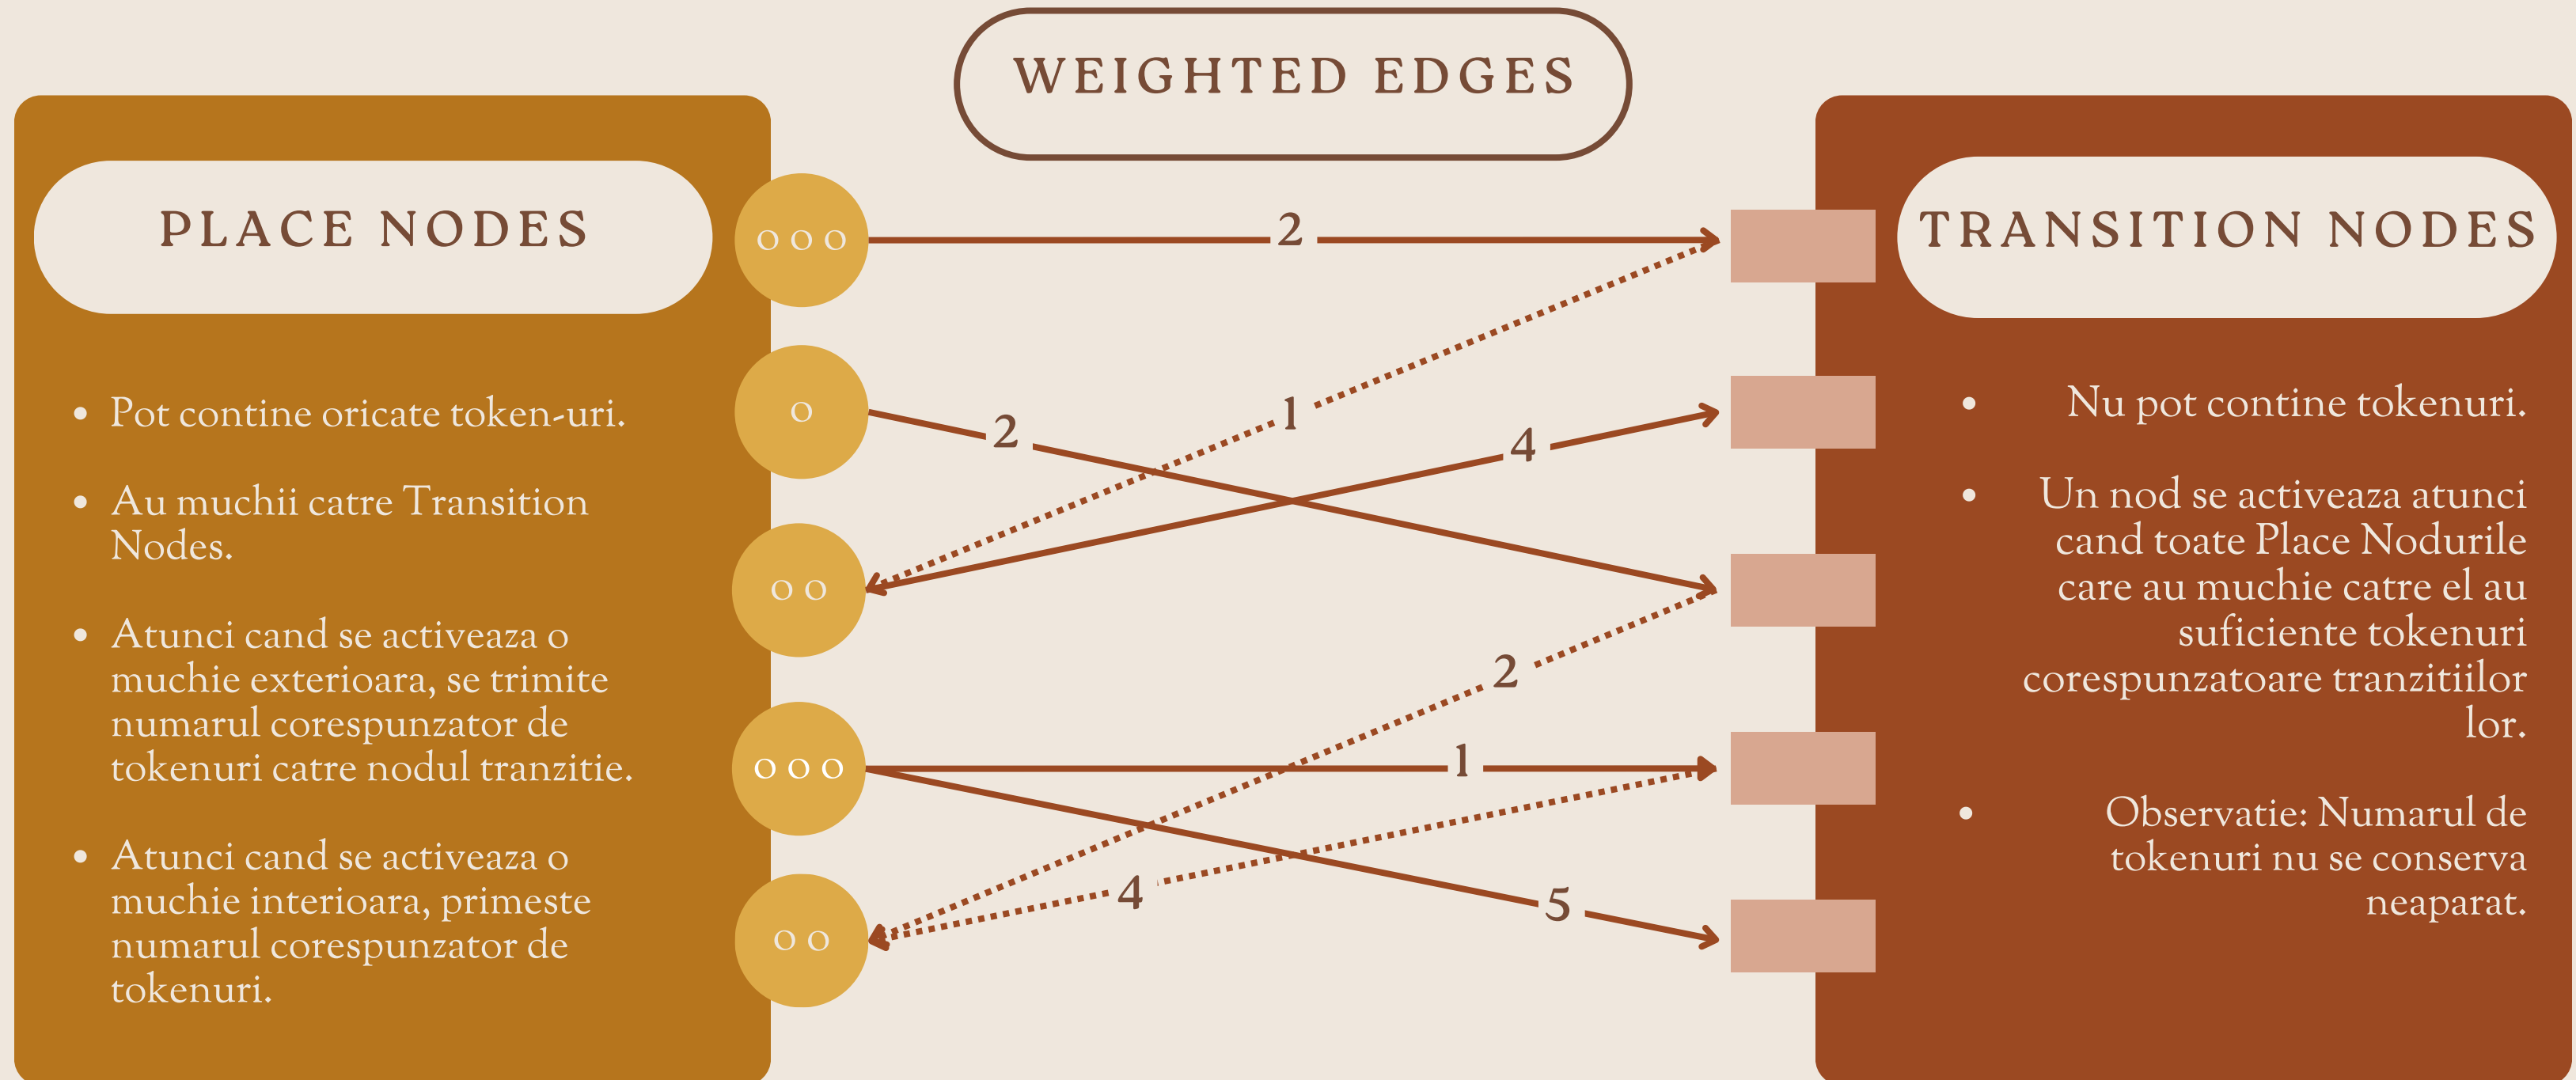 WEIGHTED EDGES
PLACE NODES
• Pot contine oricate token-uri.
• Au muchii catre Transition
Nodes.
• Atunci cand se activeaza o
muchie exterioara, se trimite
numarul corespunzator de
tokenuri catre nodul tranzitie.
• Atunci cand se activeaza o
muchie interioara, primeste
numarul corespunzator de
tokenuri.
o o o
o
o o
o o o
o o
2
1
2
4
2
1
4
5
TRANSITION NODES
• Nu pot contine tokenuri.
• Un nod se activeaza atunci
cand toate Place Nodurile
care au muchie catre el au
suficiente tokenuri
corespunzatoare tranzitiilor
lor.
• Observatie: Numarul de
tokenuri nu se conserva
neaparat.